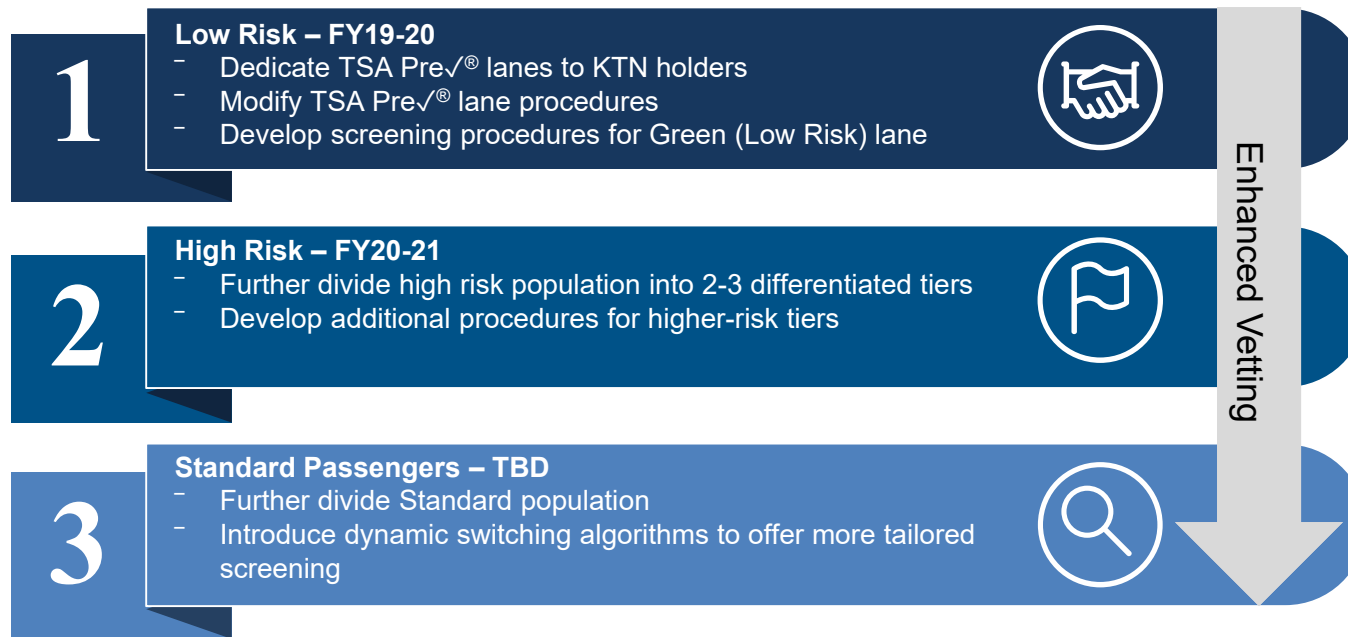 1
Low Risk – FY19-20
- Dedicate TSA Pre✓® lanes to KTN holders
- Modify TSA Pre✓® lane procedures
- Develop screening procedures for Green (Low Risk) lane
2
High Risk – FY20-21
- Further divide high risk population into 2-3 differentiated tiers
- Develop additional procedures for higher-risk tiers
3
Standard Passengers – TBD
- Further divide Standard population
- Introduce dynamic switching algorithms to offer more tailored
screening
Enhanced Vetting